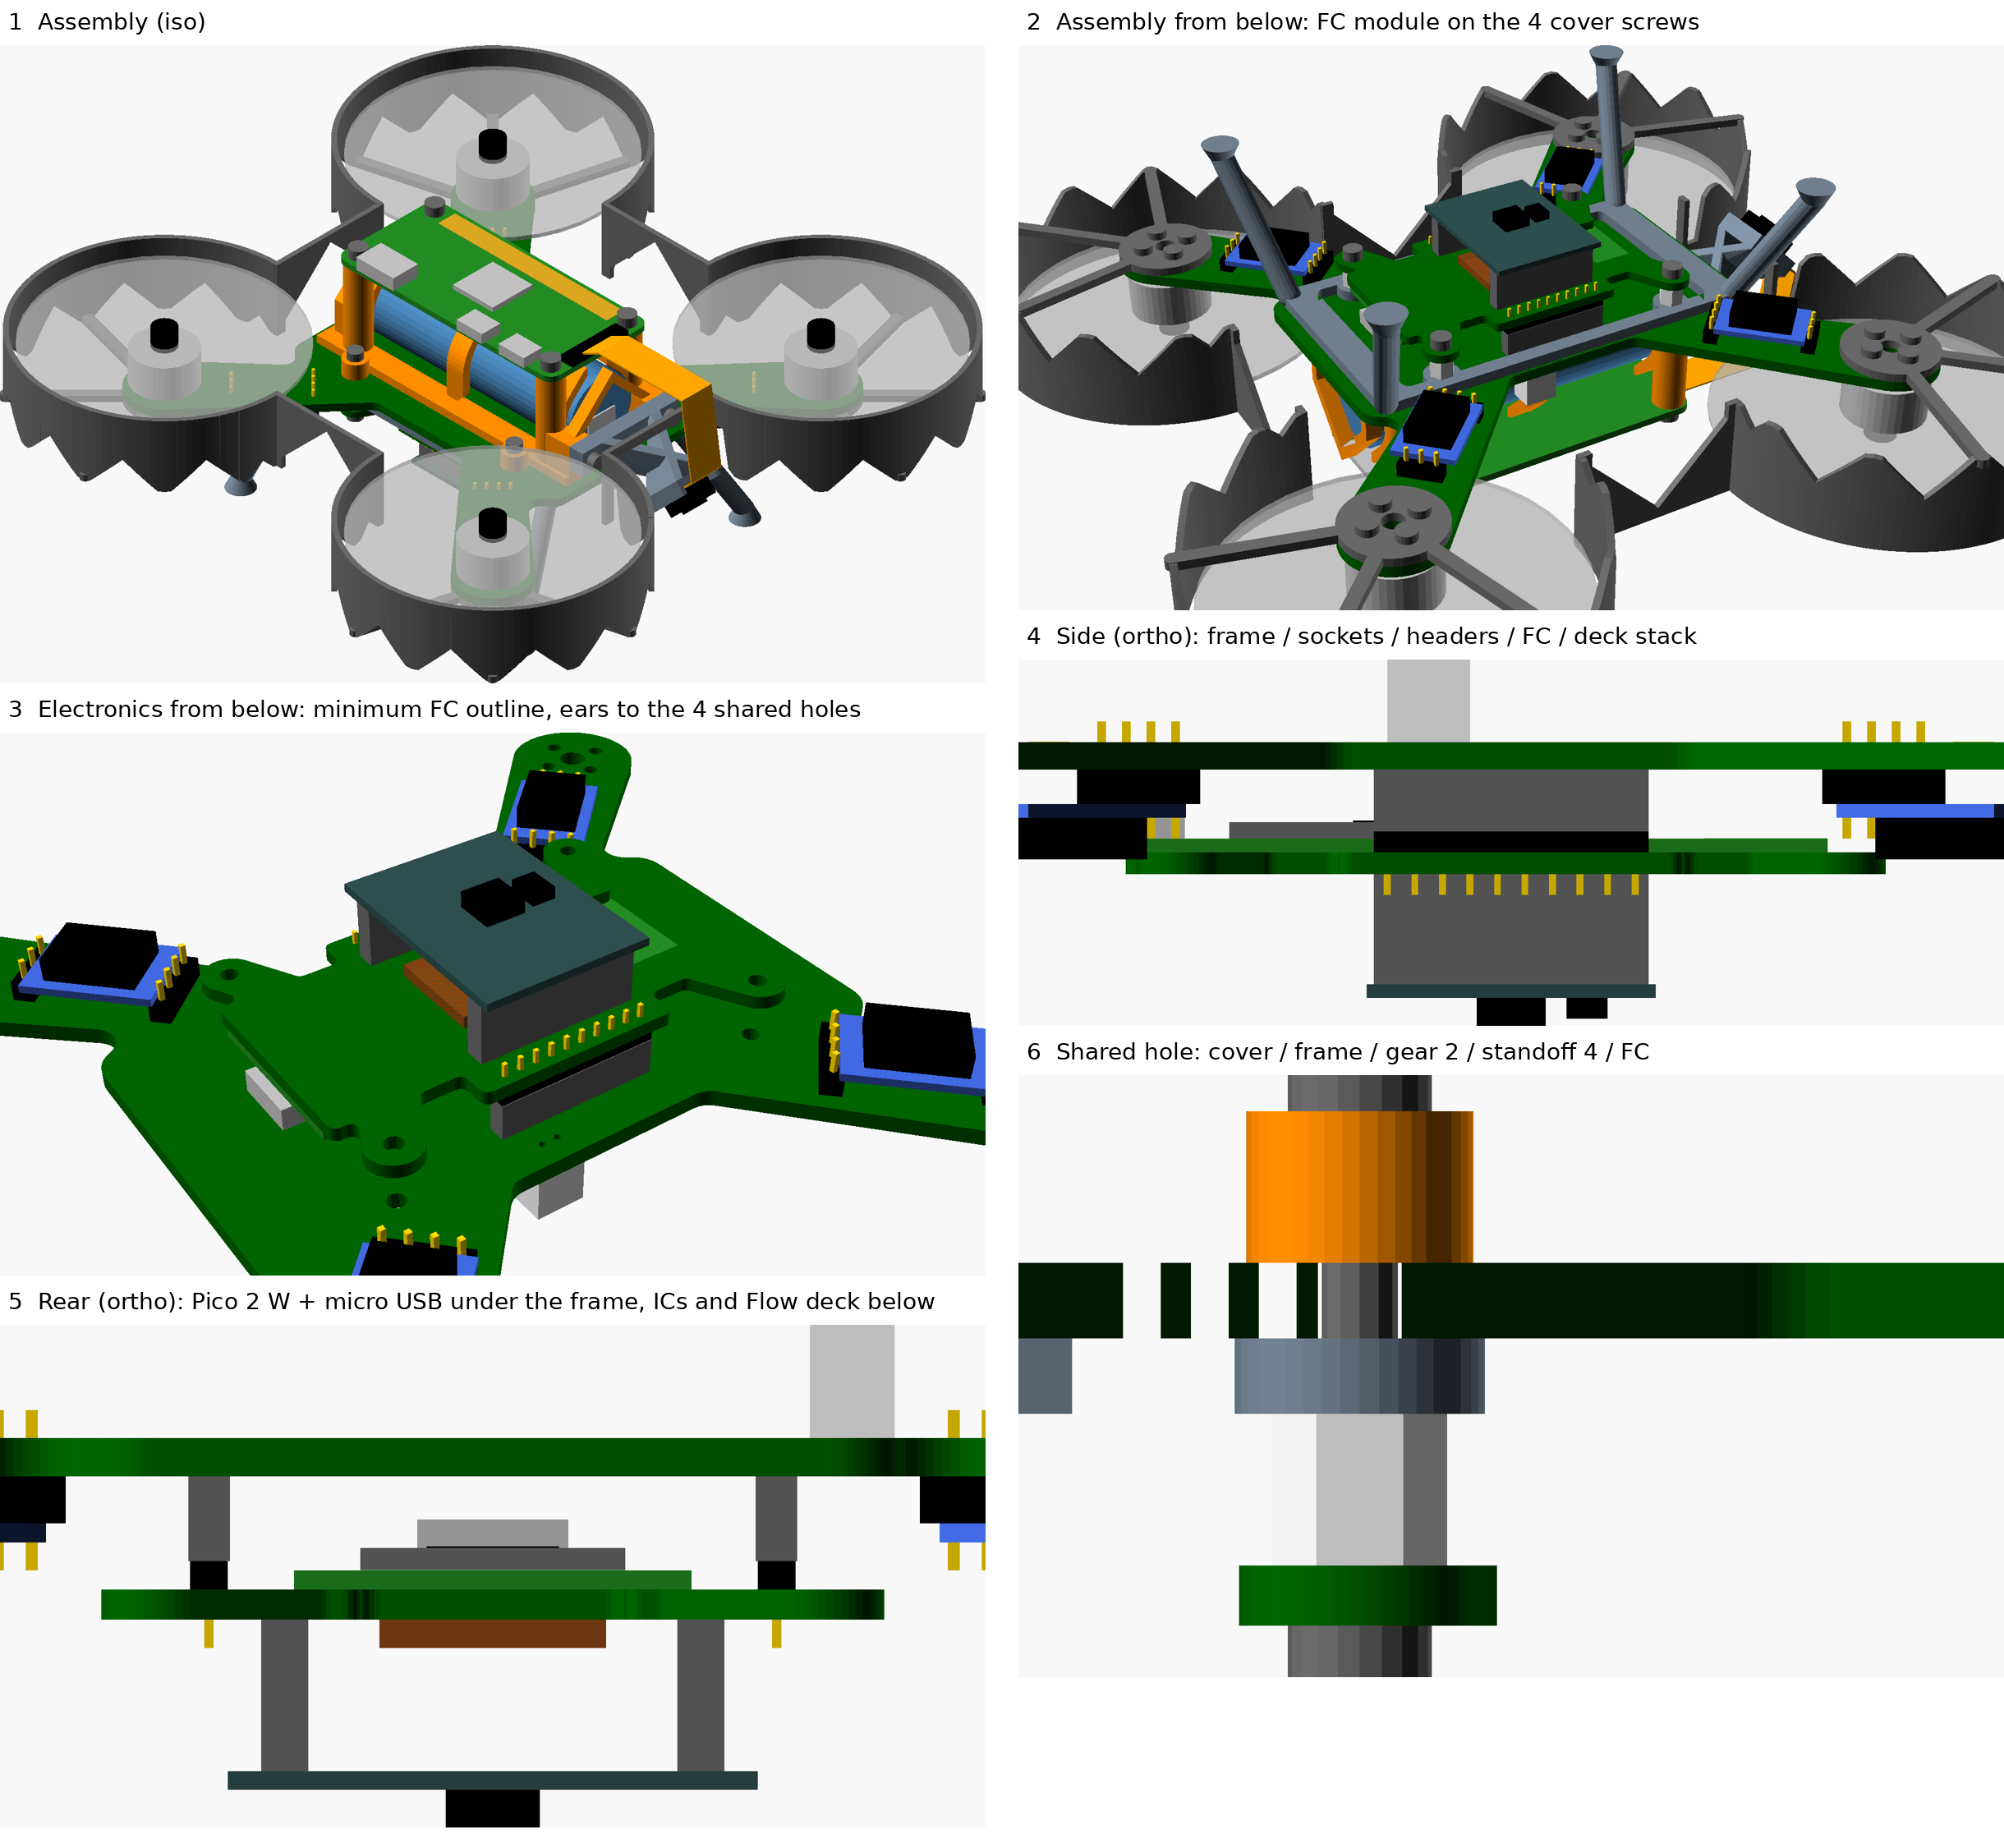 1 Assembly (iso)
2 Assembly from below: FC module on the 4 cover screws
3 Electronics from below: minimum FC outline, ears to the 4 shared holes
4 Side (ortho): frame / sockets / headers / FC / deck stack
5 Rear (ortho): Pico 2 W + micro USB under the frame, ICs and Flow deck below
6 Shared hole: cover / frame / gear 2 / standoff 4 / FC